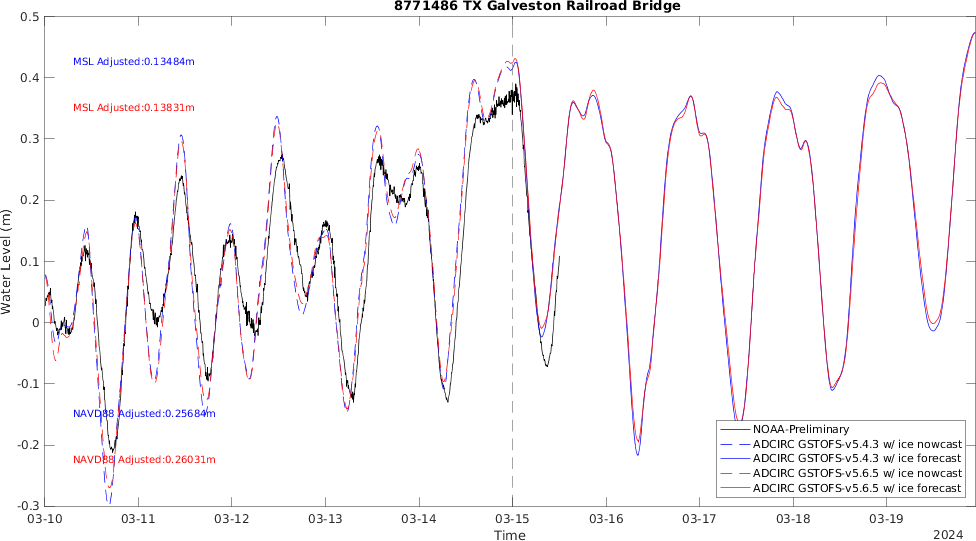 8771486 TX Galveston Railroad Bridge
0.5
0.4
0.3
0.2
0.1
0
-0.1
-0.2
-0.3
Water Level (m)
MSL Adjusted:0.13484m
MSL Adjusted:0.13831m
NAVD88 Adjusted:0.25684m
NAVD88 Adjusted:0.26031m
NOAA-Preliminary
ADCIRC GSTOFS-v5.4.3 w/ ice nowcast
ADCIRC GSTOFS-v5.4.3 w/ ice forecast
ADCIRC GSTOFS-v5.6.5 w/ ice nowcast
ADCIRC GSTOFS-v5.6.5 w/ ice forecast
03-10 03-11 03-12 03-13 03-14 03-15 03-16 03-17 03-18 03-19
Time
2024